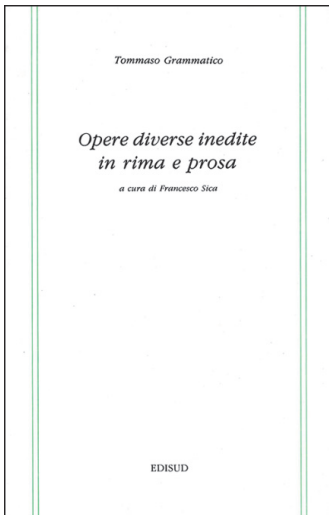 Tommaso Grammatico
Opere diverse inedite
in rima e prosa
a cura di Francesco Sica
EDISUD